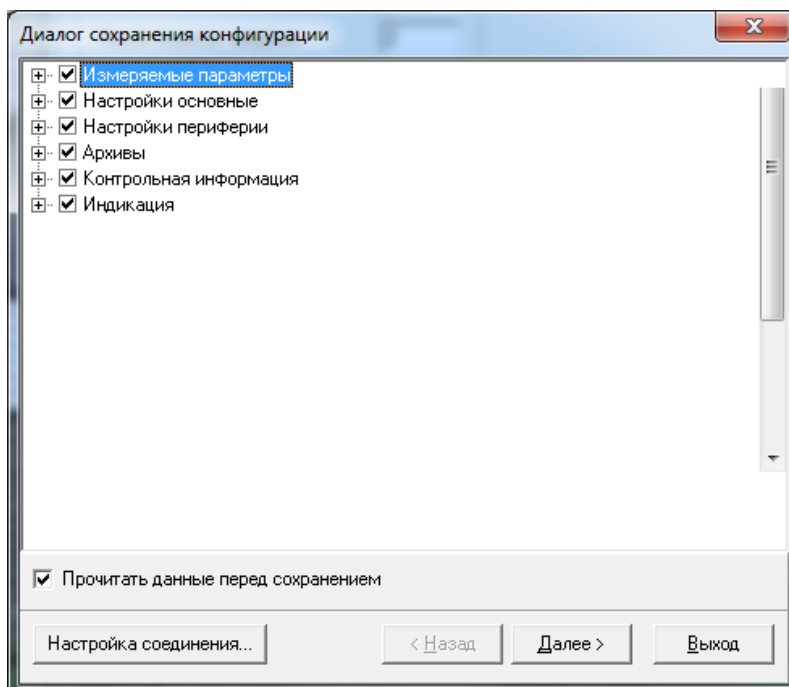 Диалог сохранения конфигурации
Измеряемые параметры
Настройки основные
Настройки периферии
Архивы
Контрольная информация
Индикация
Прочитать данные перед сохранением
Настройка соединения...
< Назад
Далее >
Выход